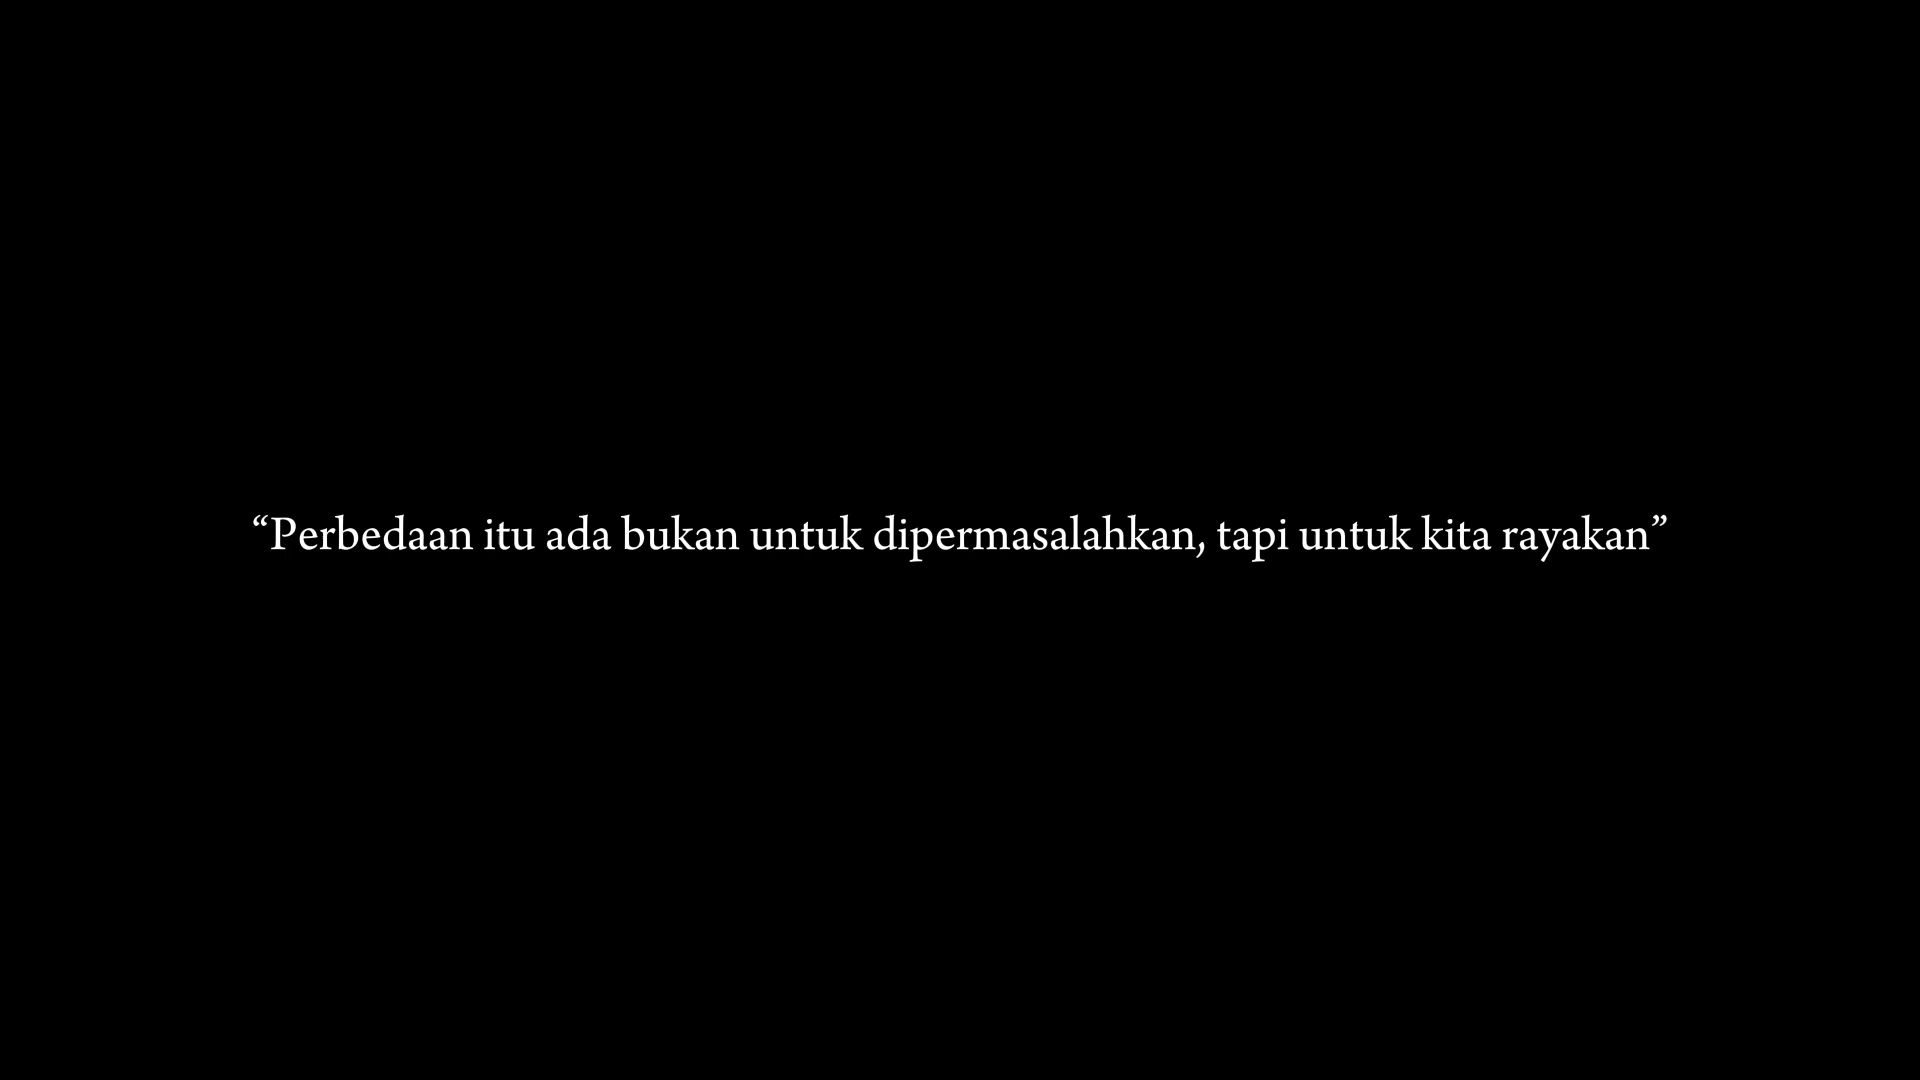 “Perbedaan itu ada bukan untuk dipermasalahkan, tapi untuk kita rayakan”